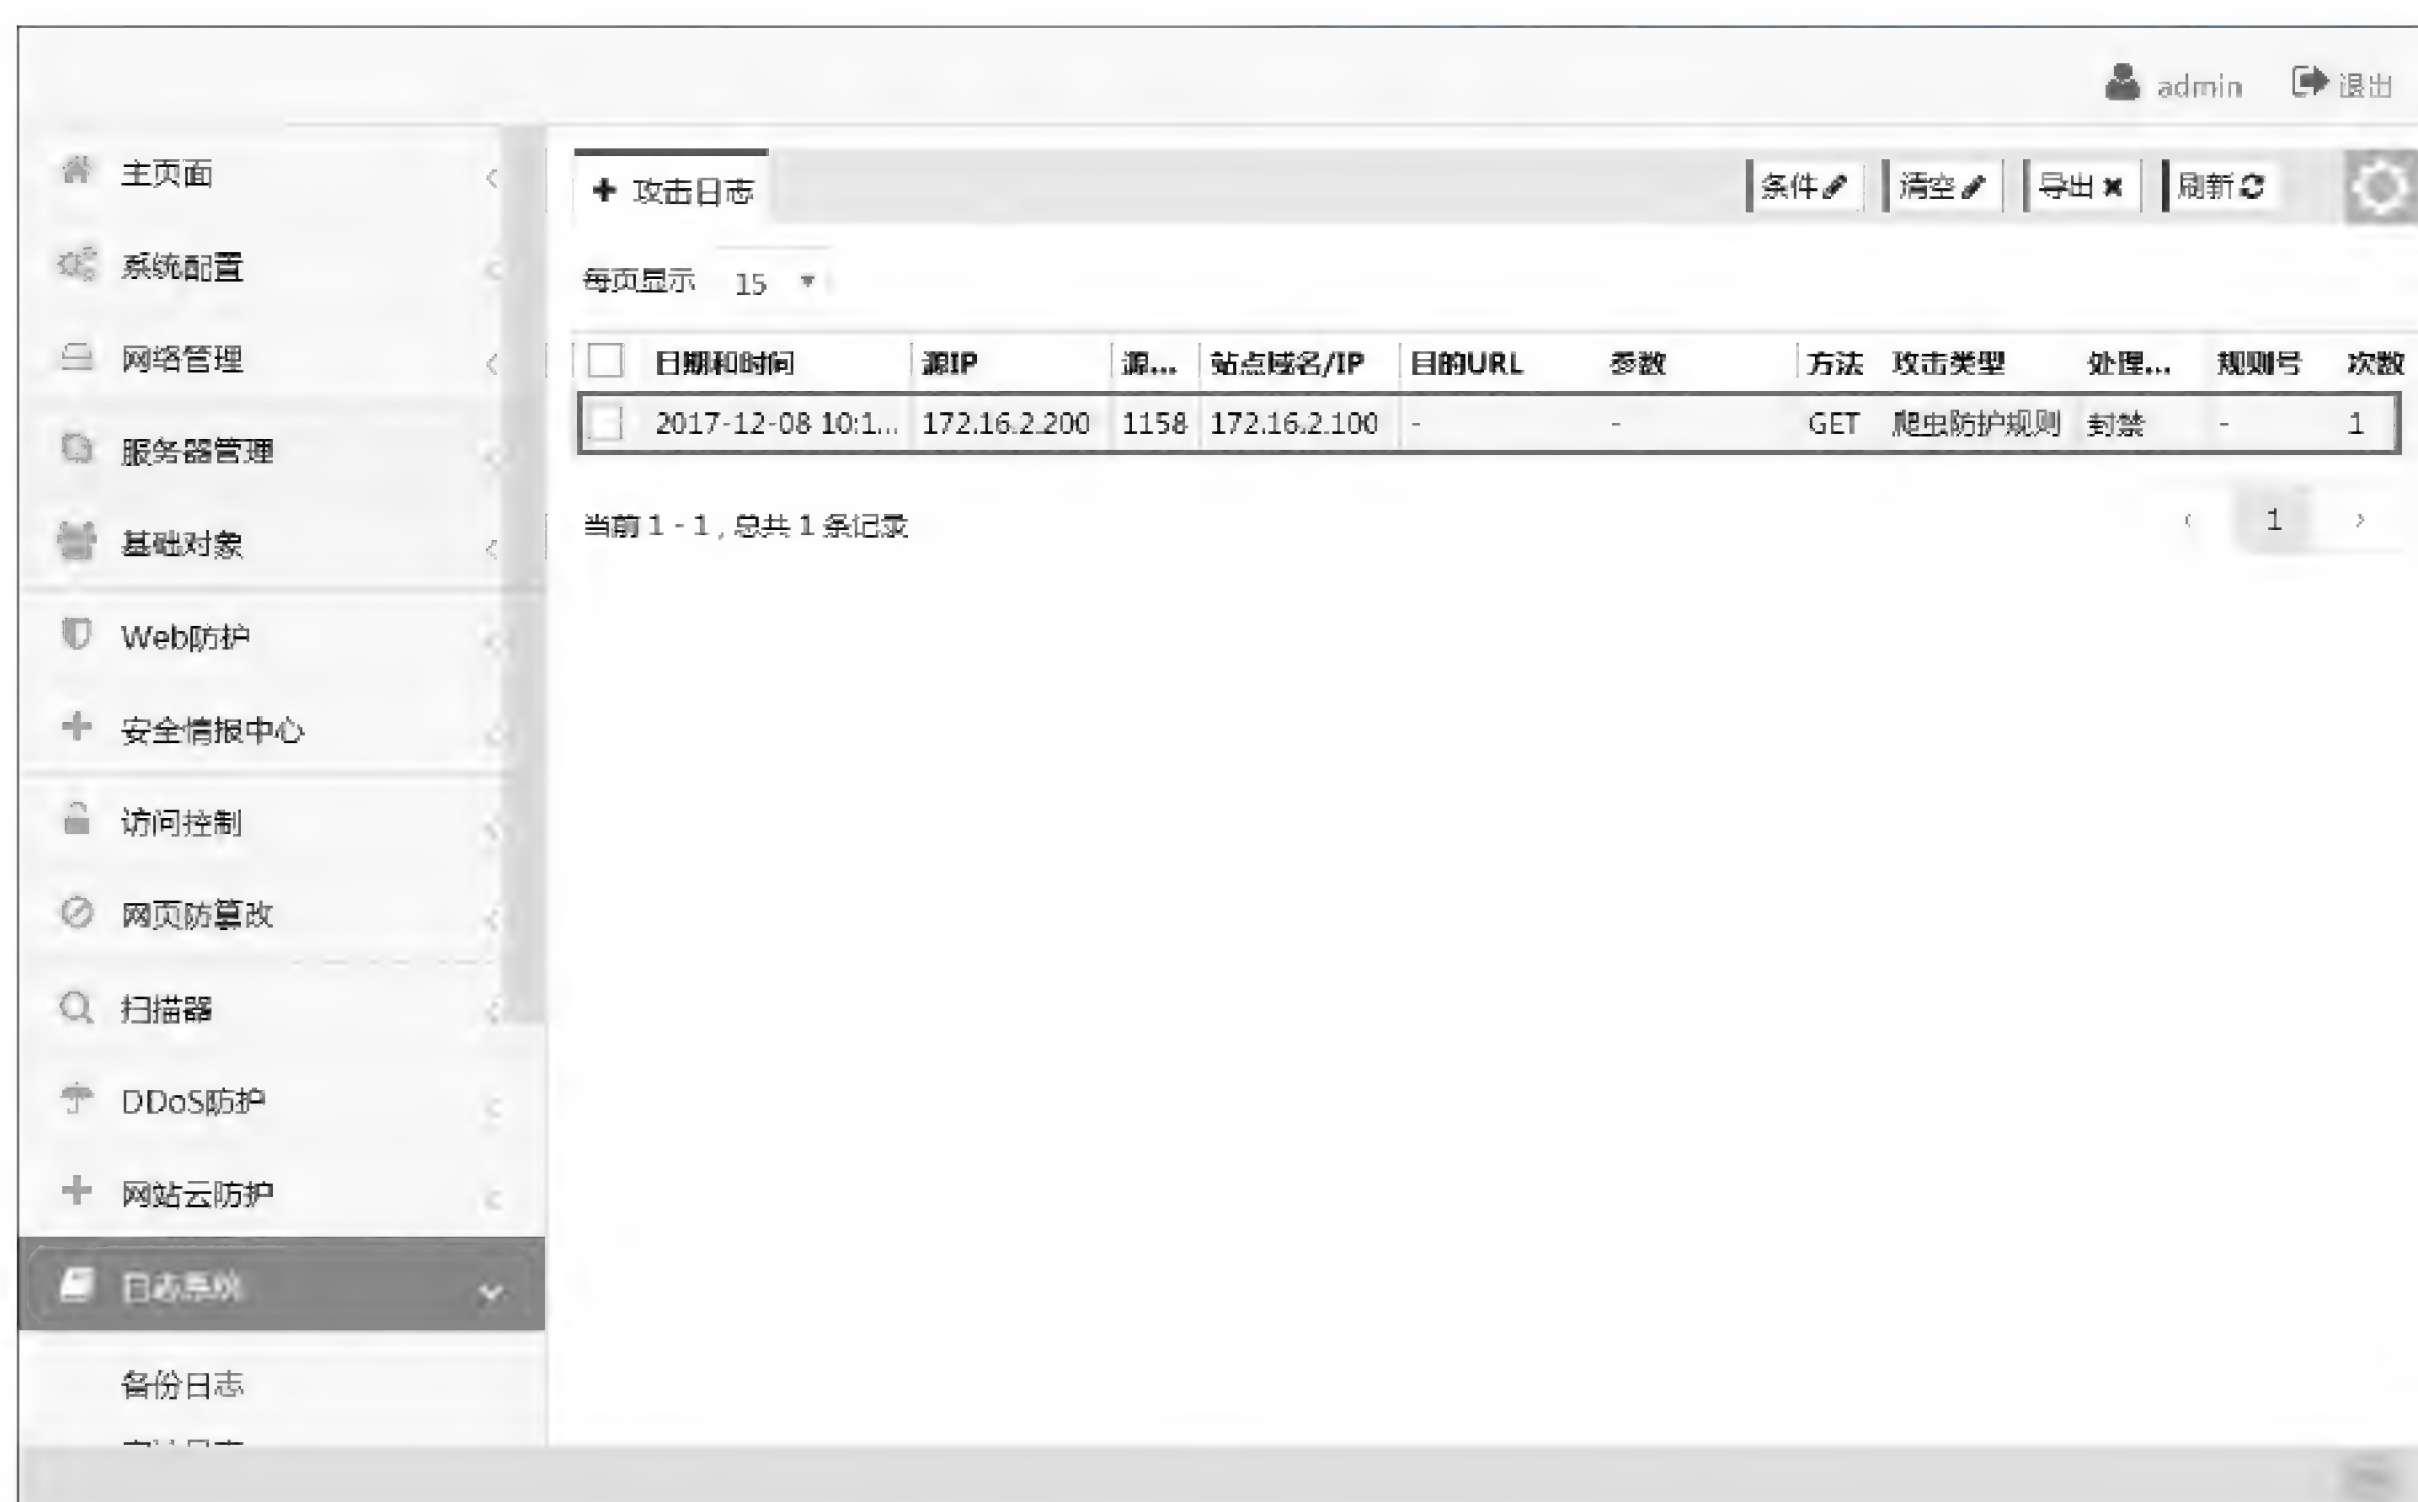 admin 退出
主页面
系统配置
网络管理
服务器管理
基础对象
Web防护
安全情报中心
访问控制
网页防篡改
扫描器
DDoS防护
网站云防护
日志系统
备份日志
攻击日志 条件 清空 导出 刷新
每页显示 15
日期和时间 源IP 源... 站点域名/IP 目的URL 参数 方法 攻击类型 处理... 规则号 次数
2017-12-08 10:1... 172.16.2.200 1158 172.16.2.100 - - GET 爬虫防护规则 封禁 - 1
当前 1 - 1 , 总共 1 条记录
1